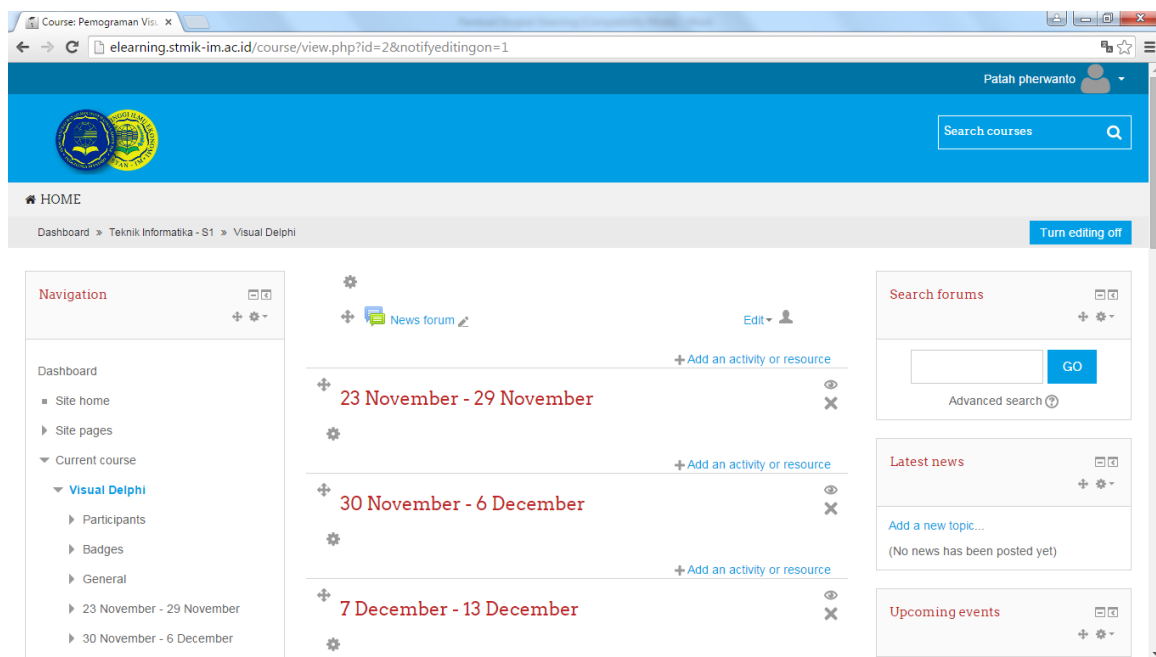 Course: Pemograman Visu
elearning.stmik-im.ac.id/course/view.php?id=2&notifyeditingon=1
Patah pherwanto
Search courses
HOME
Dashboard » Teknik Informatika - S1 » Visual Delphi
Turn editing off
Navigation
Dashboard
Site home
Site pages
Current course
Visual Delphi
Participants
Badges
General
23 November - 29 November
30 November - 6 December
News forum
Edit
Add an activity or resource
23 November - 29 November
Add an activity or resource
30 November - 6 December
Add an activity or resource
7 December - 13 December
Search forums
GO
Advanced search
Latest news
Add a new topic...
(No news has been posted yet)
Upcoming events